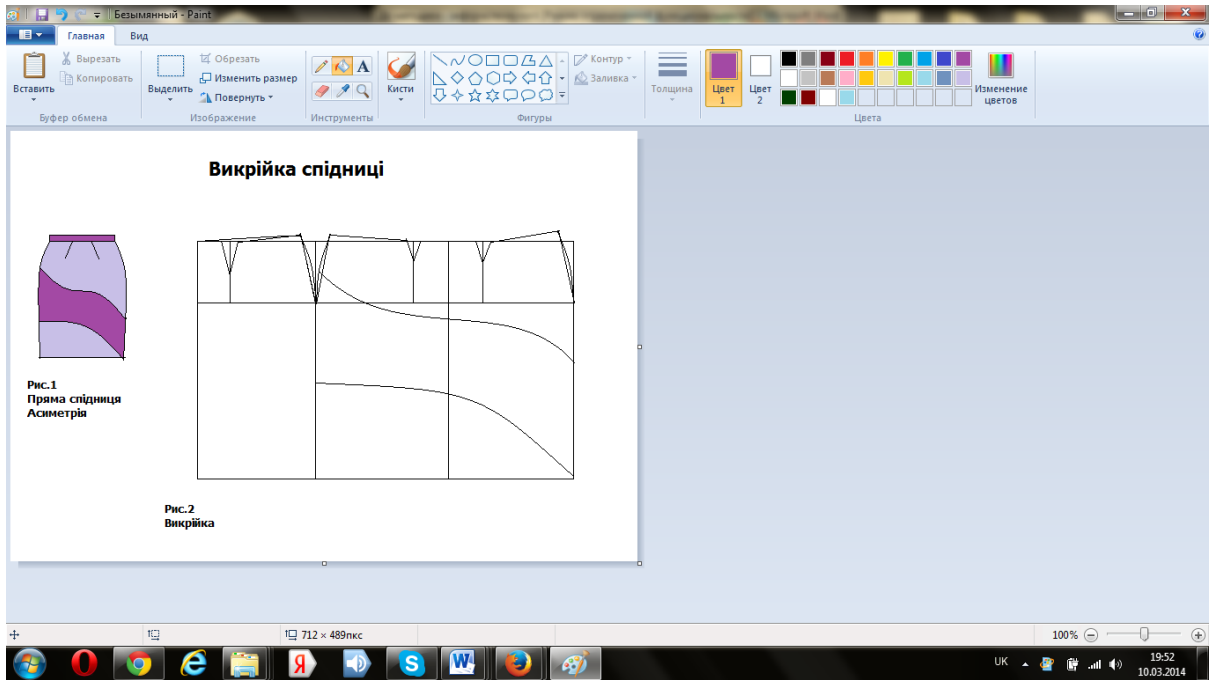 Безымянный - Paint
Главная
Вид
Вставить
Вырезать
Копировать
Буфер обмена
Выделить
Обрезать
Изменить размер
Повернуть
Изображение
A
Инструменты
Кисти
Контур
Заливка
Фигуры
Толщина
Цвет
1
Цвет
2
Изменение
цветов
Цвета
Викрійка спідниці
Рис.1
Пряма спідниця
Асиметрія
Рис.2
Викрійка
712 × 489пкс
100%
UK
19:52
10.03.2014